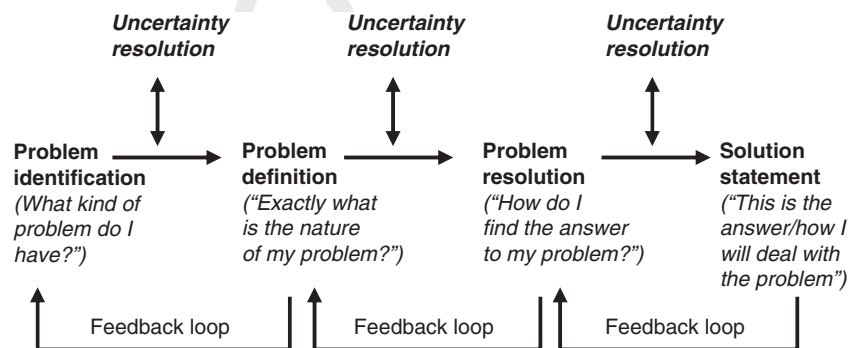 Uncertainty
resolution
Uncertainty
resolution
Uncertainty
resolution
Problem
identification
(What kind of
problem do I
have?”)
Problem
definition
(“Exactly what
is the nature
of my problem?”)
Problem
resolution
(“How do I
find the answer
to my problem?”)
Solution
statement
(“This is the
answer/how I
will deal with
the problem”)
Feedback loop
Feedback loop
Feedback loop